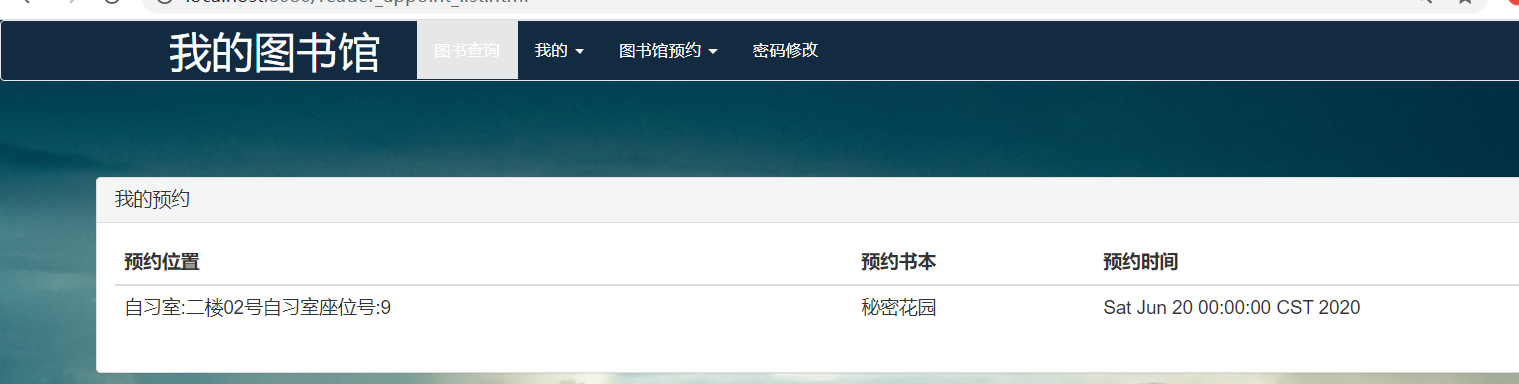 我的图书馆 图书查询 我的 图书馆预约 密码修改
我的预约
预约位置 预约书本 预约时间
自习室:二楼02号自习室座位号:9 秘密花园 Sat Jun 20 00:00:00 CST 2020